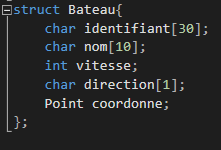 struct Bateau{
char identifiant[30];
char nom[10];
int vitesse;
char direction[1];
Point coordonne;
};